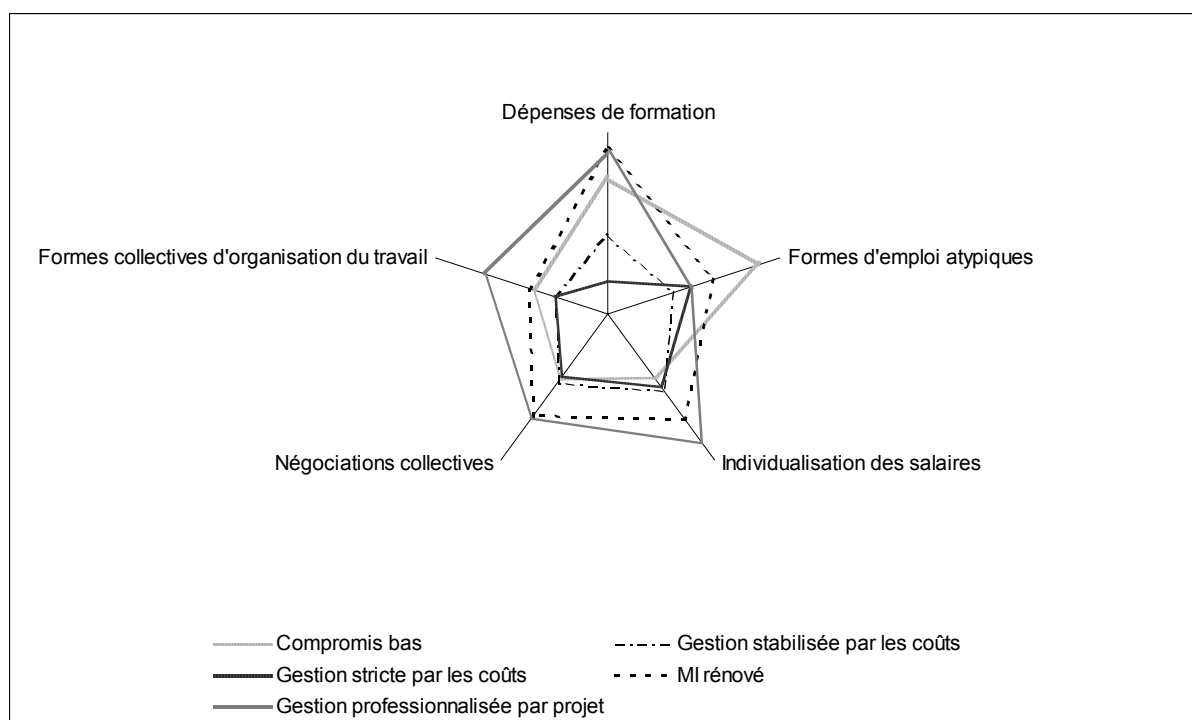 Dépenses de formation
Formes collectives d'organisation du travail
Formes d'emploi atypiques
Négociations collectives
Individualisation des salaires
Compromis bas
Gestion stabilisée par les coûts
Gestion stricte par les coûts
MI rénové
Gestion professionnalisée par projet